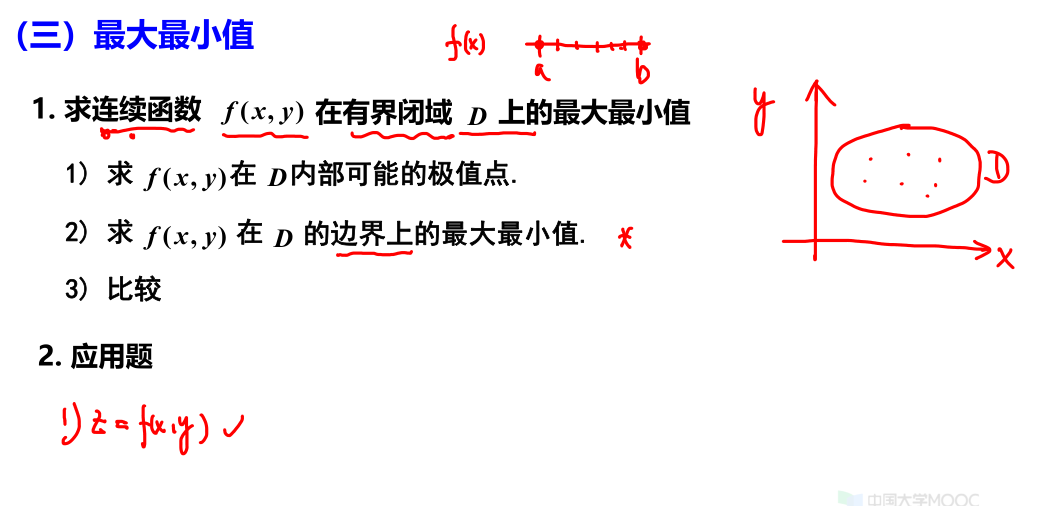 （三）最大最小值
f(x)
a b
1. 求连续函数 f(x, y) 在有界闭域 D 上的最大最小值
1）求 f(x, y)在 D内部可能的极值点.
2）求 f(x, y) 在 D 的边界上的最大最小值. *
3）比较
y
D
x
2. 应用题
1) z = f(x,y) ✓
中国大学MOOC